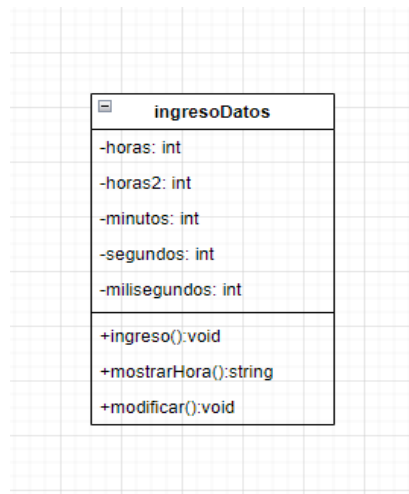 ingresoDatos
-horas: int
-horas2: int
-minutos: int
-segundos: int
-milisegundos: int
+ingreso():void
+mostrarHora():string
+modificar():void